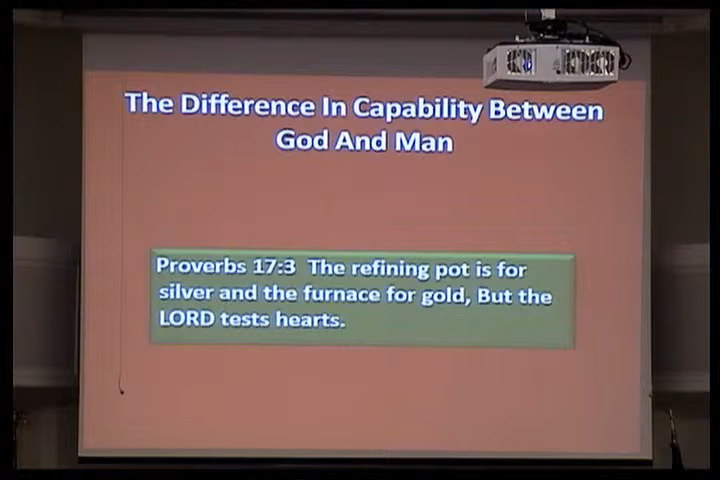 The Difference In Capability Between
God And Man
Proverbs 17:3 The refining pot is for
silver and the furnace for gold, But the
LORD tests hearts.